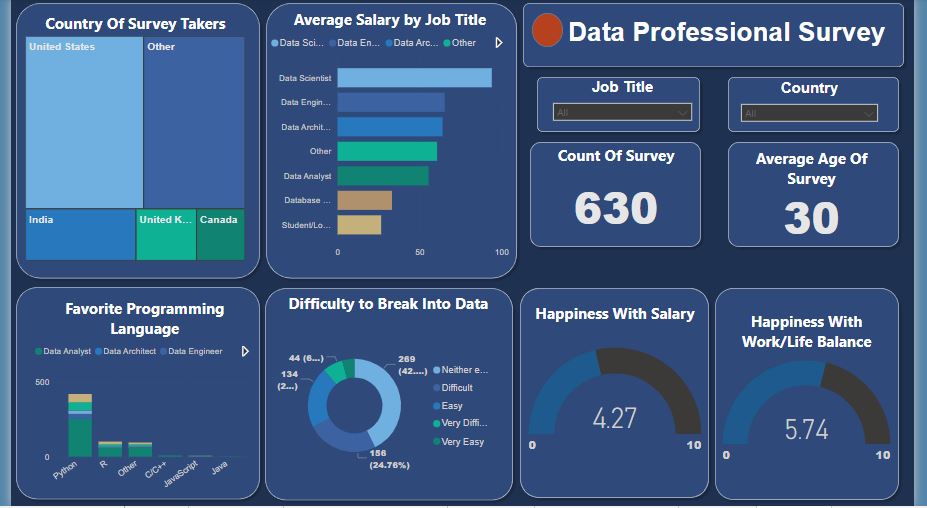 Country Of Survey Takers
United States
Other
India
United K...
Canada
Average Salary by Job Title
Data Sci...
Data En...
Data Arc...
Other
Data Scientist
Data Engin...
Data Archit...
Other
Data Analyst
Database ...
Student/Lo...
0
50
100
Data Professional Survey
Job Title
All
Country
All
Count Of Survey
630
Average Age Of
Survey
30
Favorite Programming
Language
Data Analyst
Data Architect
Data Engineer
500
0
Python
R
Other
C/C++
JavaScript
Java
Difficulty to Break Into Data
44 (6...)
134
(2...)
269
(42....)
156
(24.76%)
Neither e...
Difficult
Easy
Very Diffi...
Very Easy
Happiness With Salary
4.27
0
10
Happiness With
Work/Life Balance
5.74
0
10